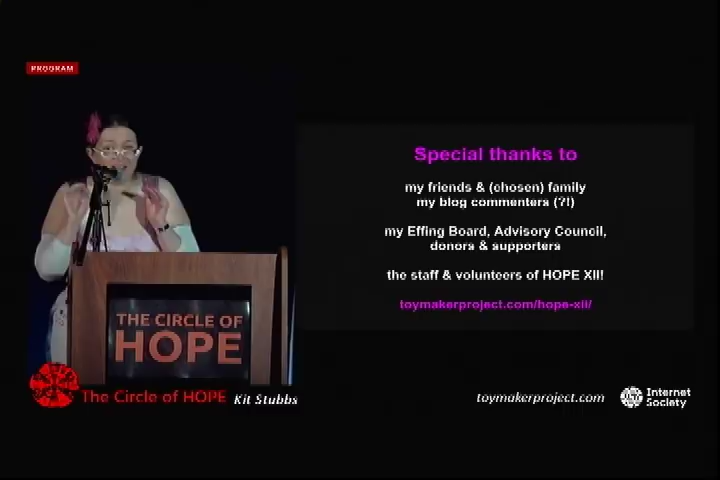 PROGRAM
Special thanks to
my friends & (chosen) family
my blog commenters (?!)
my Effing Board, Advisory Council,
donors & supporters
the staff & volunteers of HOPE XII!
toymakerproject.com/hope-xii/
THE CIRCLE OF
HOPE
The Circle of HOPE
Kit Stubbs
toymakerproject.com
Internet
Society